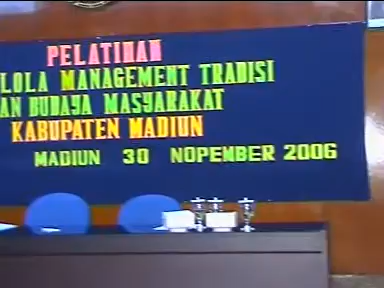 PELATIHAN
LOLA MANAGEMENT TRADISI
AN BUDAYA MASYARAKAT
KABUPATEN MADIUN
MADIUN 30 NOPEMBER 2006